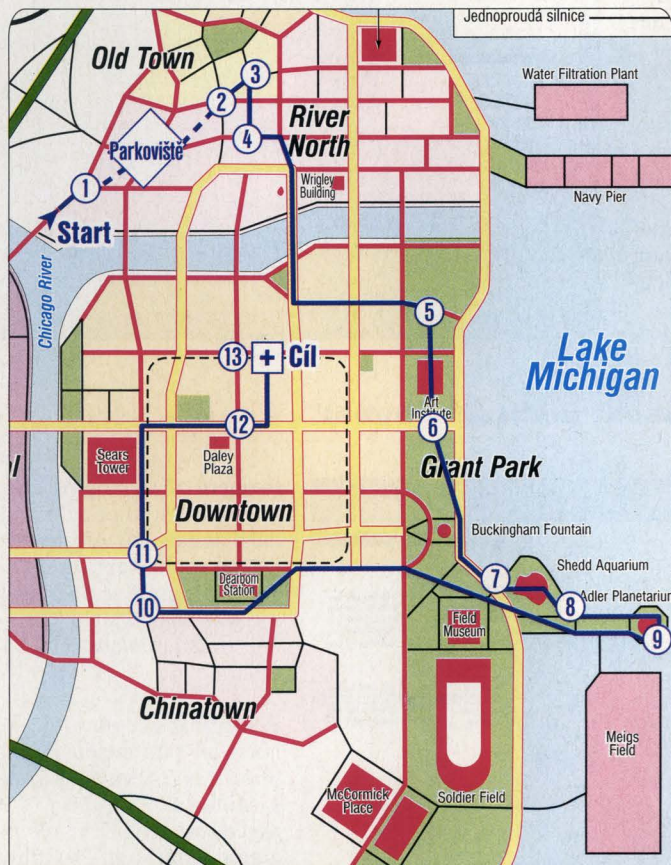 Jednoproudá silnice
Old Town
3
2
Water Filtration Plant
4
River
North
Parkoviště
1
Wrigley
Building
Navy Pier
Start
Chicago River
5
13
+ Cíl
Lake
Michigan
Art
Institute
12
6
Sears
Tower
Daley
Plaza
Grant Park
l
Downtown
Buckingham Fountain
11
Shedd Aquarium
7
Dearborn
Station
8
Adler Planetarium
10
Field
Museum
9
Chinatown
Meigs
Field
McCormick
Place
Soldier Field